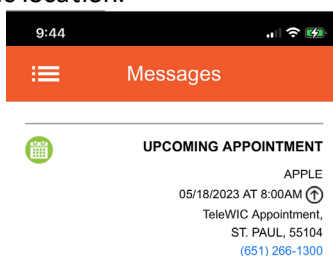 location.
9:44
Messages
UPCOMING APPOINTMENT
APPLE
05/18/2023 AT 8:00AM
TeleWIC Appointment,
ST. PAUL, 55104
(651) 266-1300